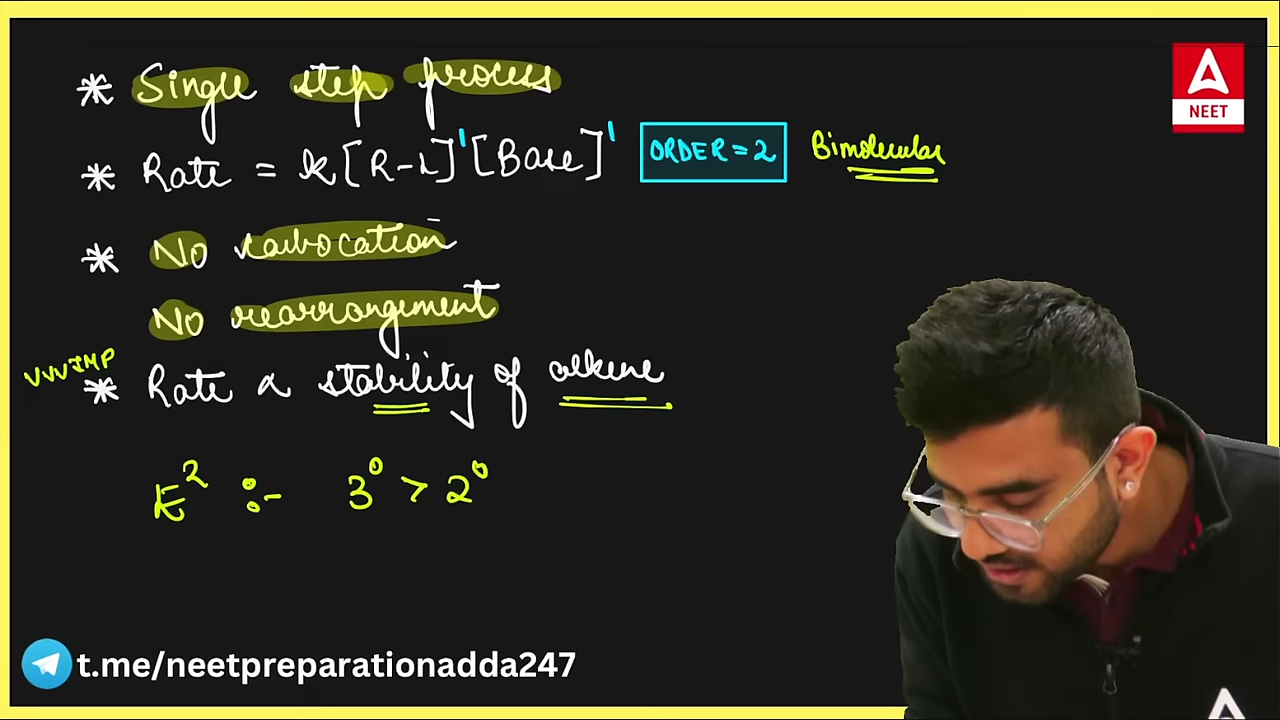 * Single step process
NEET
* Rate = k[R-L]¹[Base]¹ ORDER = 2 Bimolecular
* No carbocation
No rearrangement
VVVIMP
* Rate α stability of alkene
E² :- 3° > 2°
t.me/neetpreparationadda247